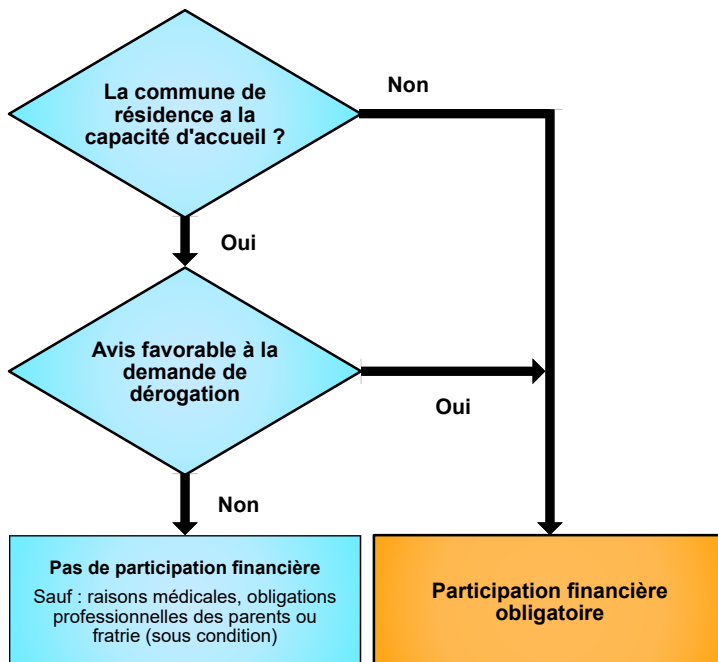 La commune de
résidence a la
capacité d'accueil ?
Non
Oui
Avis favorable à la
demande de
dérogation
Oui
Non
Pas de participation financière
Sauf : raisons médicales, obligations
professionnelles des parents ou
fratrie (sous condition)
Participation financière
obligatoire